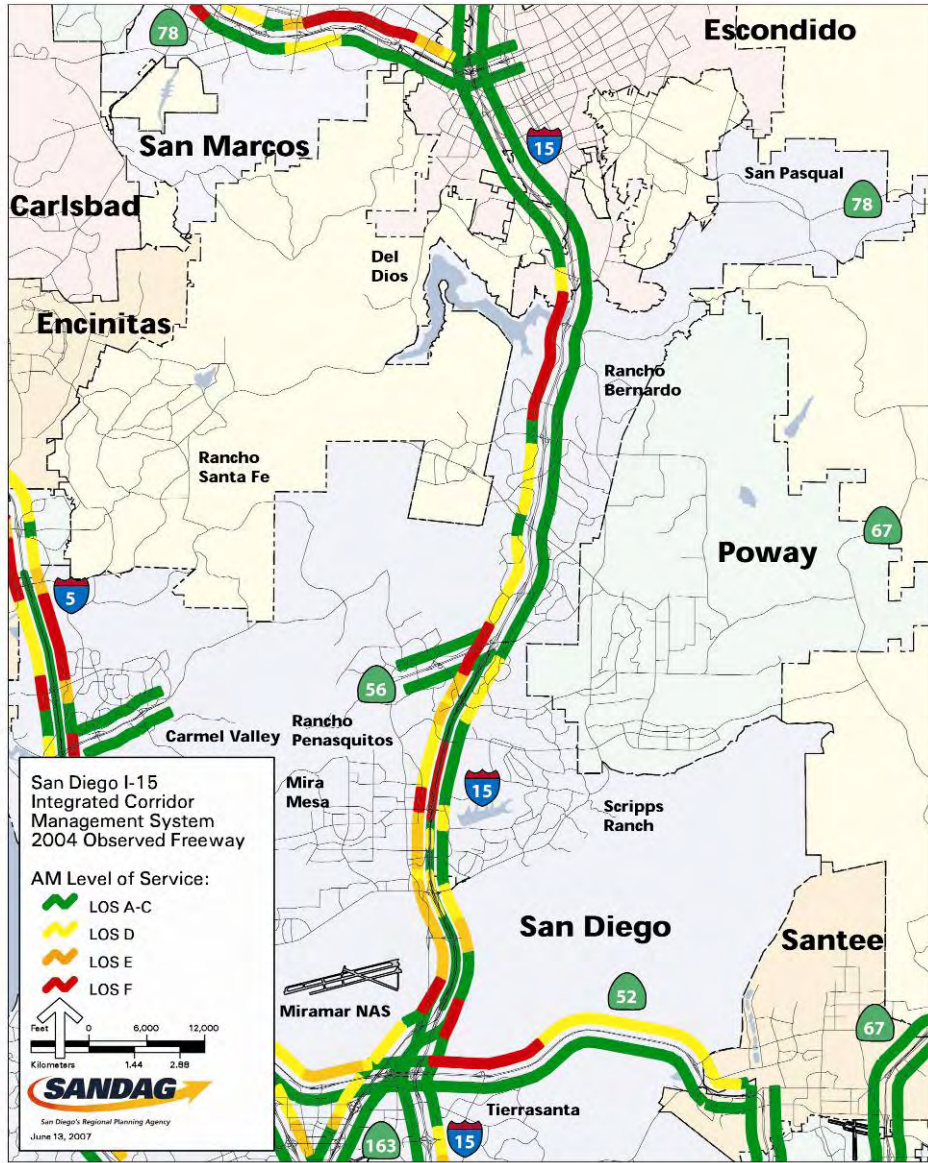 78
Escondido
San Marcos
15
San Pasqual
78
Carlsbad
Del
Dios
Encinitas
Rancho
Bernardo
Rancho
Santa Fe
67
Poway
5
56
Carmel Valley
Rancho
Penasquitos
Mira
Mesa
15
Scripps
Ranch
San Diego
Santee
52
Miramar NAS
67
Tierrasanta
163
15
San Diego I-15
Integrated Corridor
Management System
2004 Observed Freeway
AM Level of Service:
LOS A-C
LOS D
LOS E
LOS F
Feet 0 6,000 12,000
Kilometers 1.44 2.88
SANDAG
San Diego's Regional Planning Agency
June 13, 2007